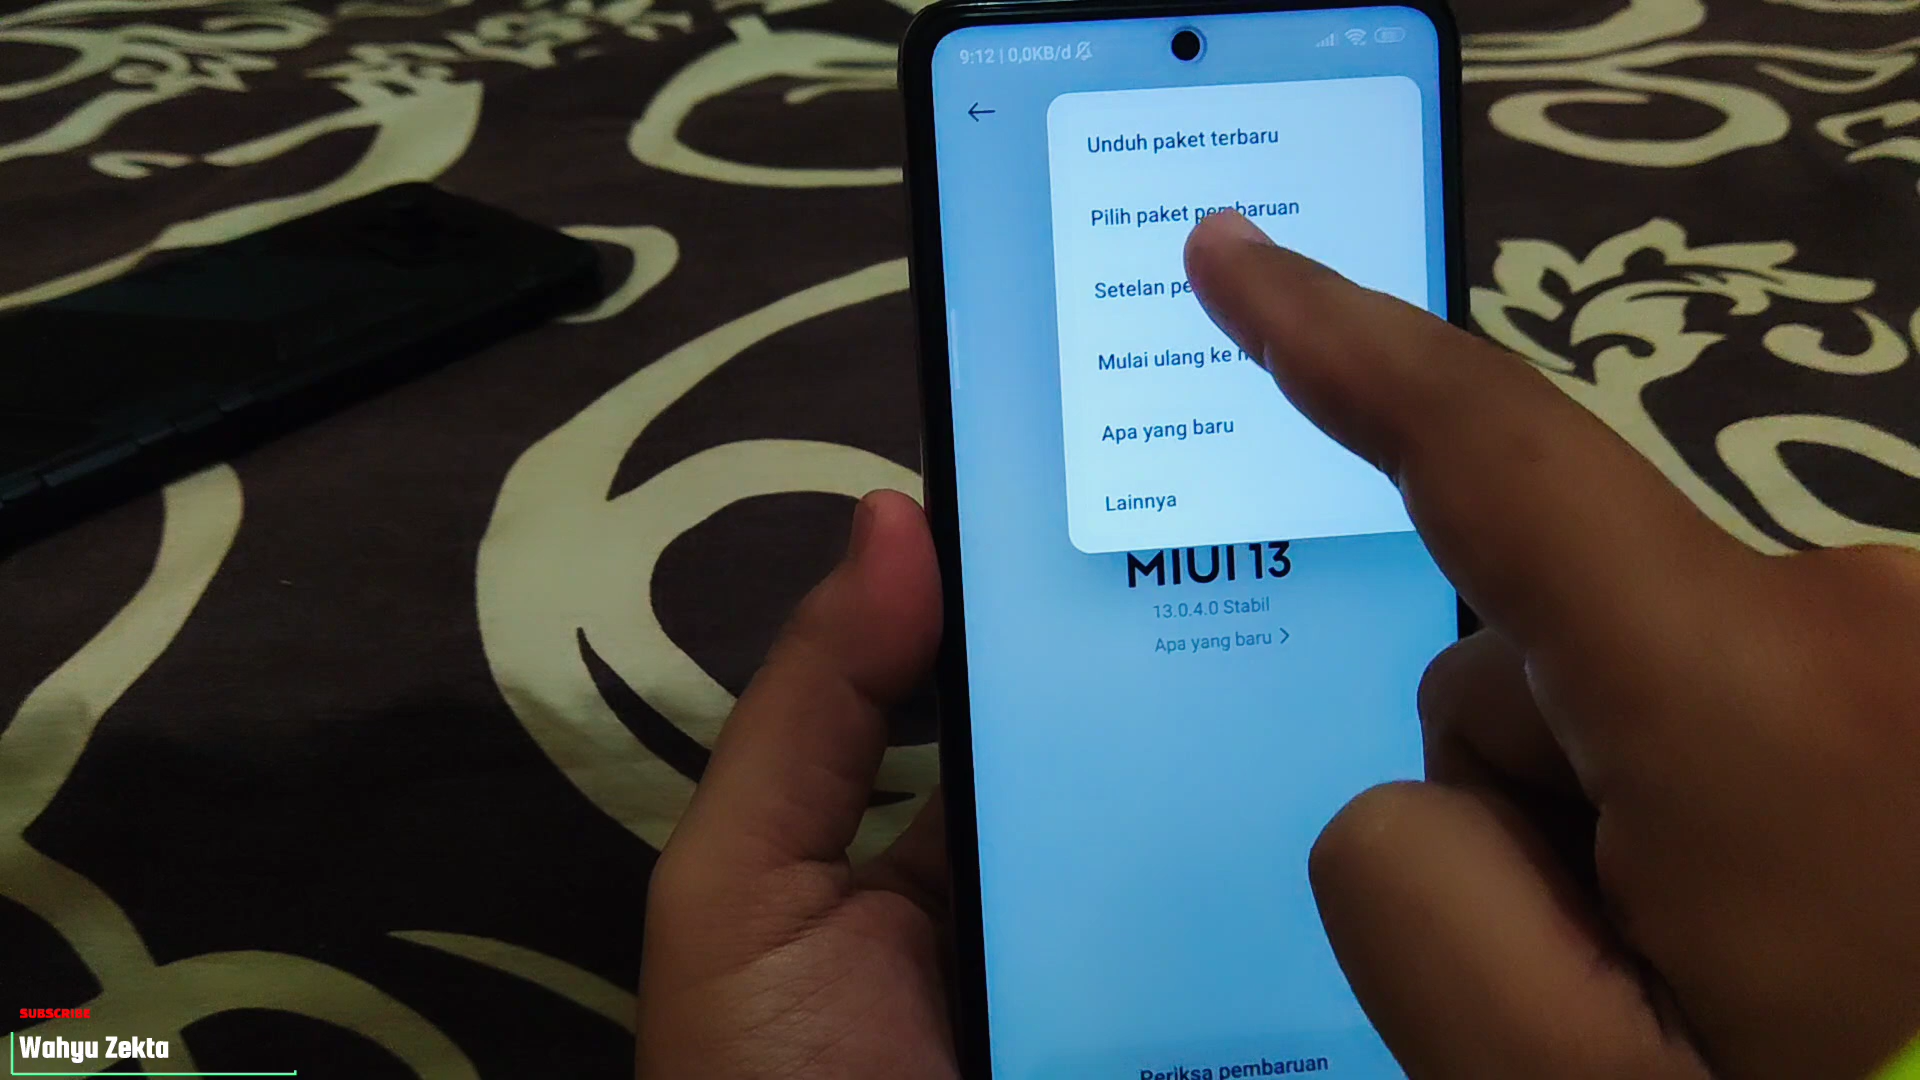 9:12 | 0,0KB/d
Unduh paket terbaru
Pilih paket pembaruan
Setelan
Mulai ulang ke
Apa yang baru
Lainnya
MIUI 13
13.0.4.0 Stabil
Apa yang baru >
Periksa pembaruan
SUBSCRIBE
Wahyu Zekta